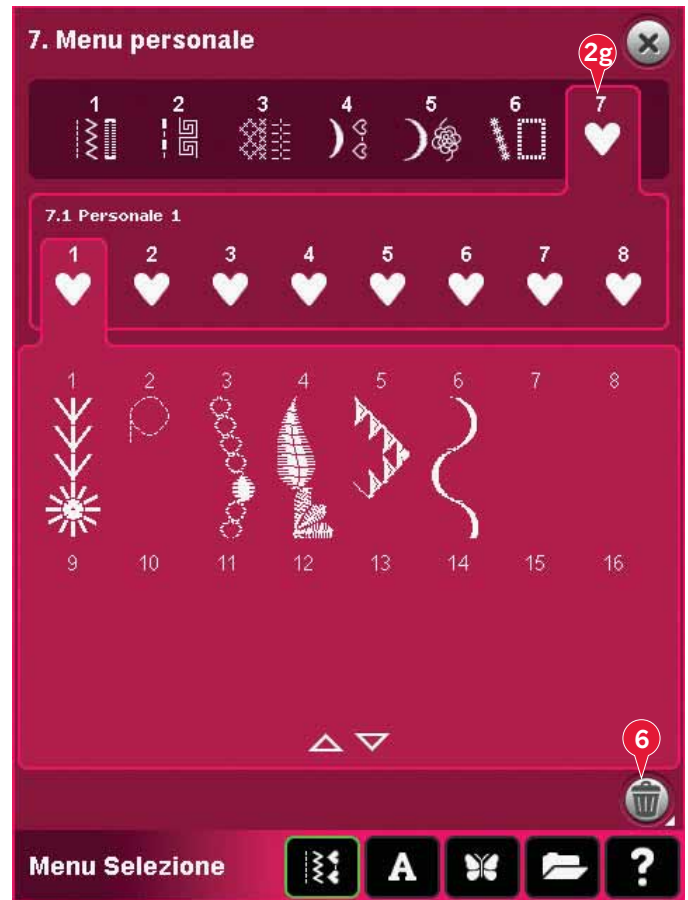 7. Menu personale
2g
1 2 3 4 5 6 7
7.1 Personale 1
1 2 3 4 5 6 7 8
1 2 3 4 5 6 7 8
9 10 11 12 13 14 15 16
6
Menu Selezione A ?